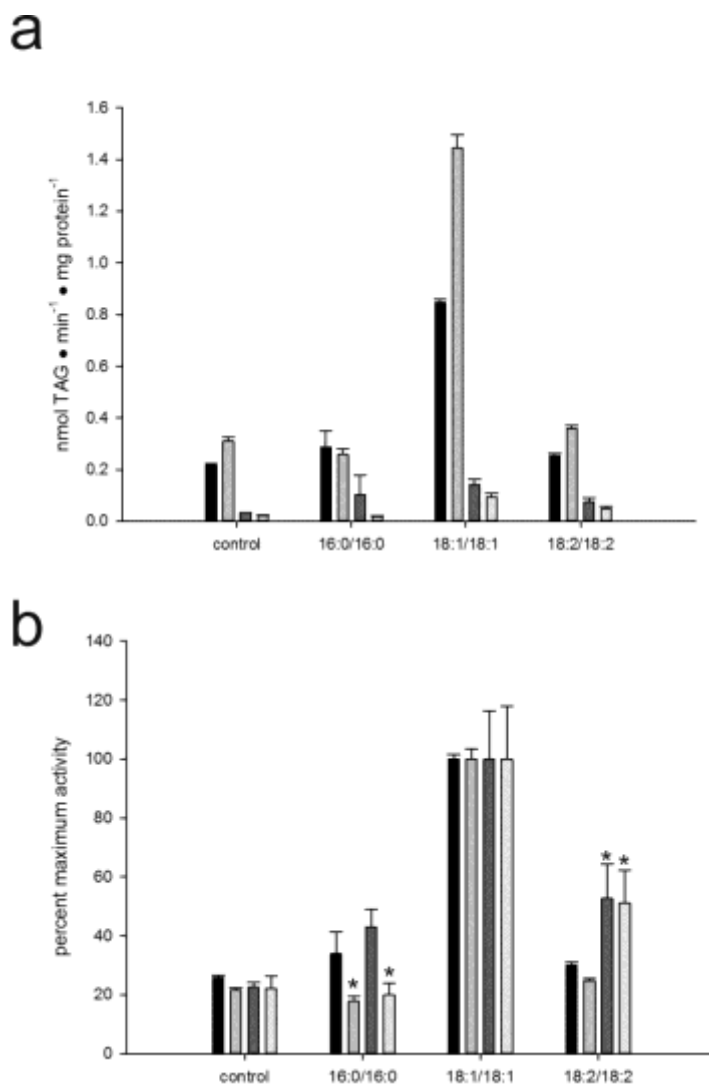 a
nmol TAG ● min⁻¹ ● mg protein⁻¹
1.6
1.4
1.2
1.0
0.8
0.6
0.4
0.2
0.0
control 16:0/16:0 18:1/18:1 18:2/18:2
b
percent maximum activity
140
120
100
80
60
40
20
0
* * * *
control 16:0/16:0 18:1/18:1 18:2/18:2